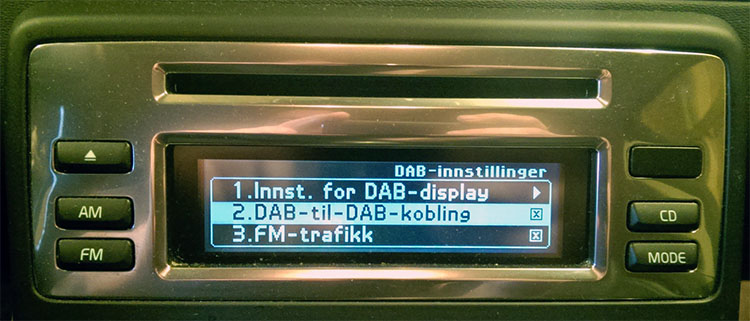 DAB-innstillinger
1.Innst. for DAB-display
2.DAB-til-DAB-kobling
3.FM-trafikk
AM
FM
CD
MODE